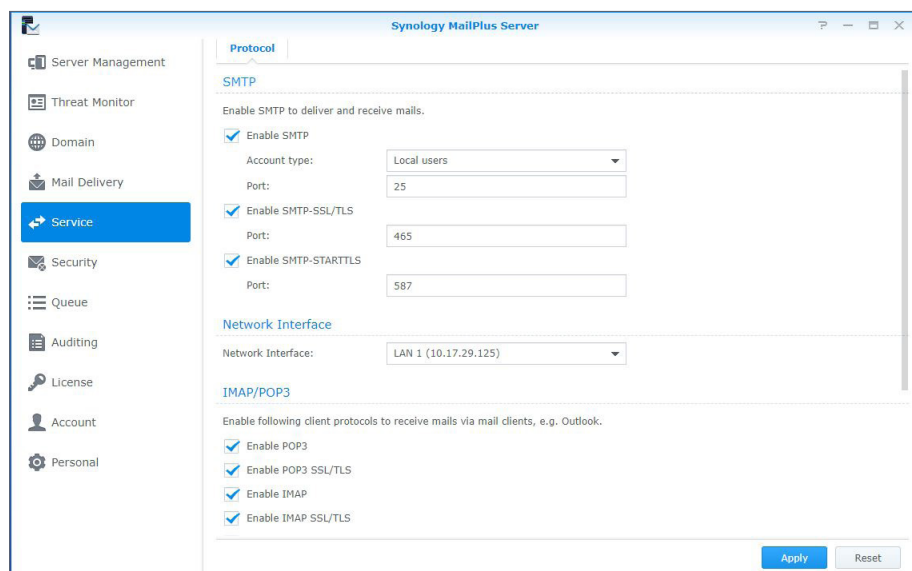 Synology MailPlus Server
Server Management
Threat Monitor
Domain
Mail Delivery
Service
Security
Queue
Auditing
License
Account
Personal
Protocol
SMTP
Enable SMTP to deliver and receive mails.
Enable SMTP
Account type: Local users
Port: 25
Enable SMTP-SSL/TLS
Port: 465
Enable SMTP-STARTTLS
Port: 587
Network Interface
Network Interface: LAN 1 (10.17.29.125)
IMAP/POP3
Enable following client protocols to receive mails via mail clients, e.g. Outlook.
Enable POP3
Enable POP3 SSL/TLS
Enable IMAP
Enable IMAP SSL/TLS
Apply Reset